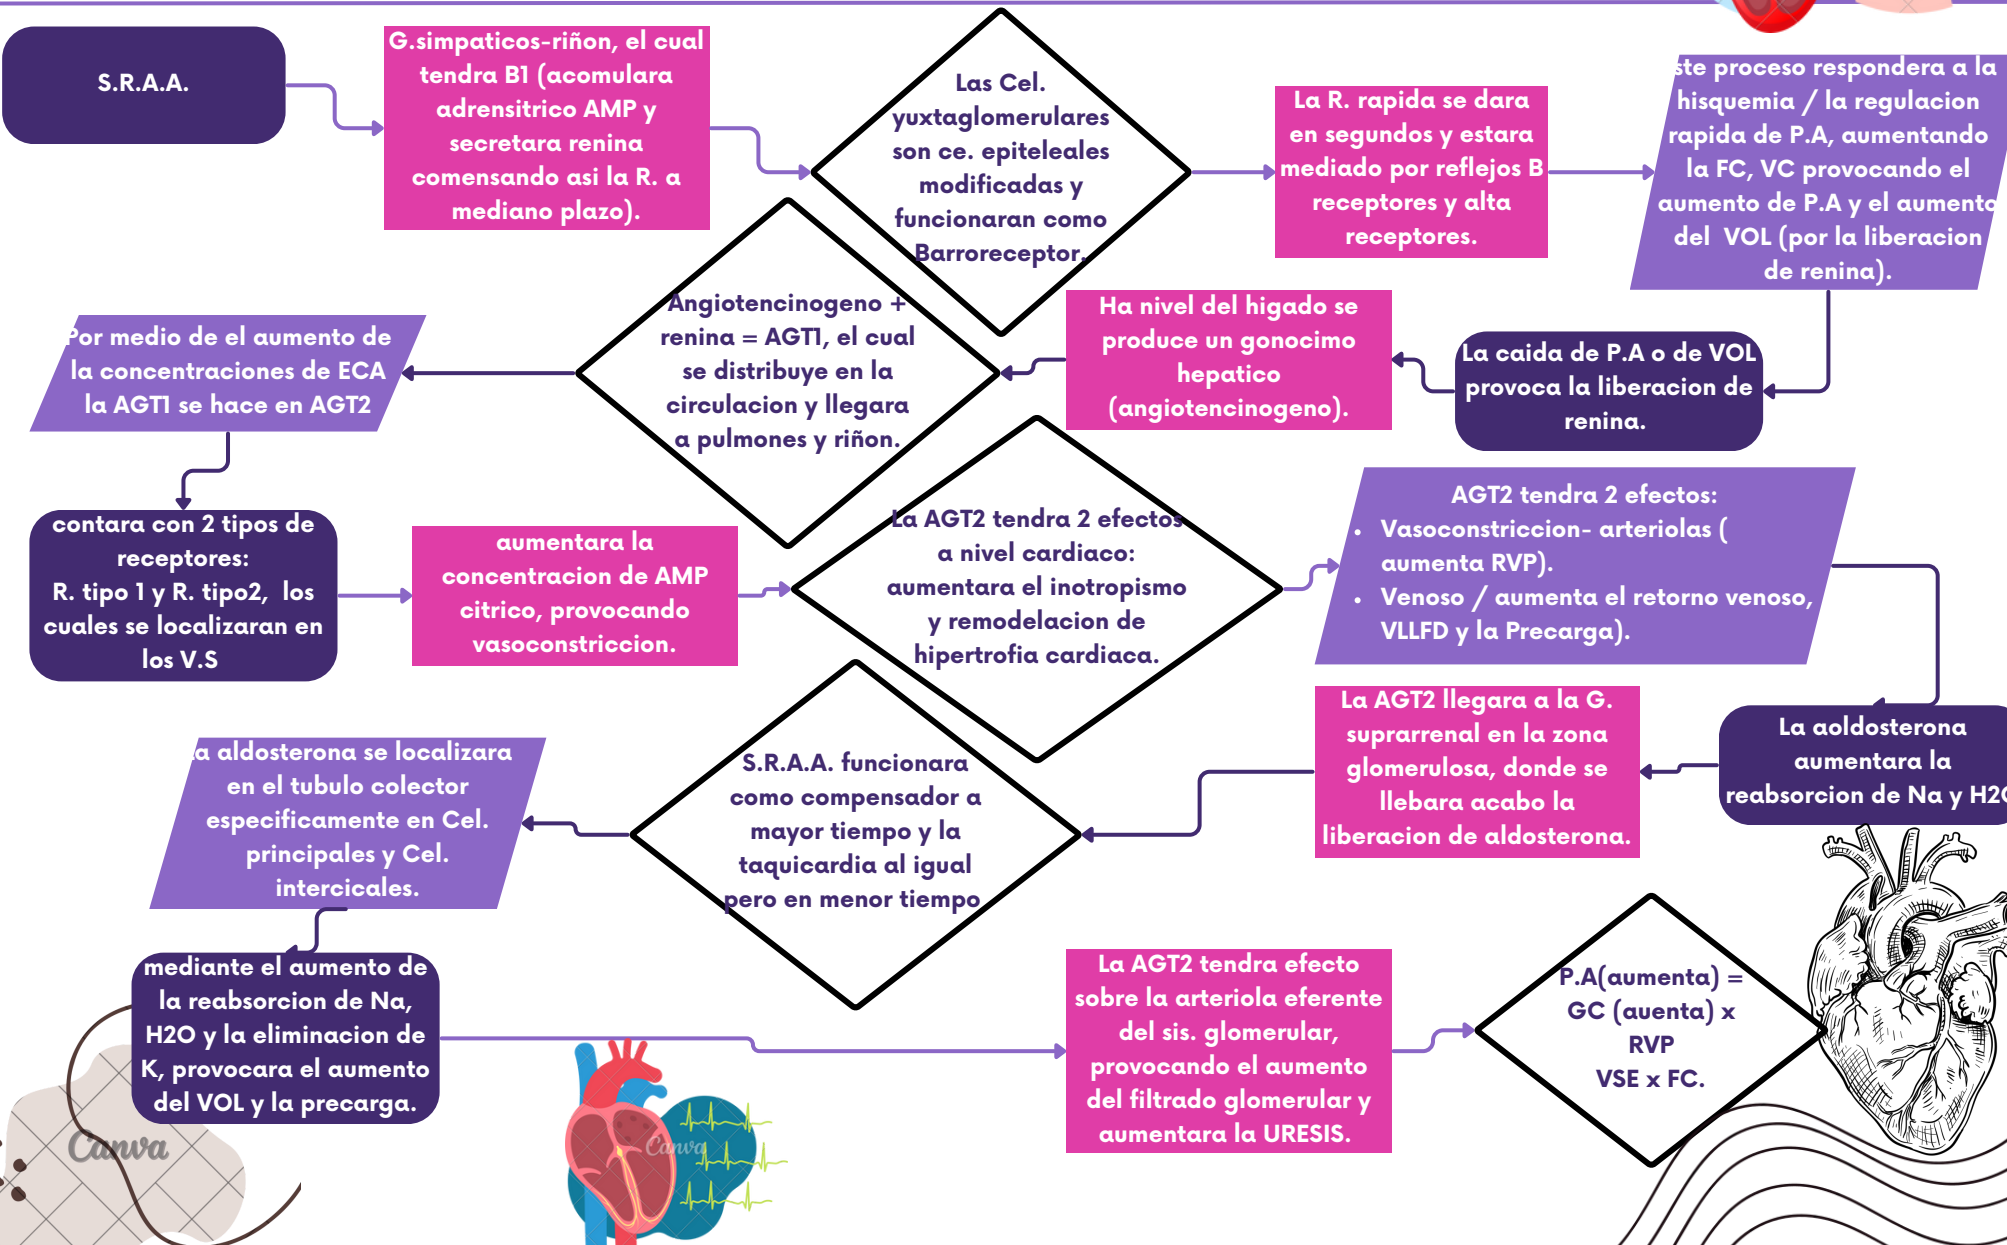 S.R.A.A.
G.simpaticos-riñon, el cual
tendra B1 (acomulara
adrensitrico AMP y
secretara renina
comensando asi la R. a
mediano plazo).
Las Cel.
yuxtaglomerulares
son ce. epiteleales
modificadas y
funcionaran como
Barroreceptor.
La R. rapida se dara
en segundos y estara
mediado por reflejos B
receptores y alta
receptores.
ste proceso respondera a la
hisquemia / la regulacion
rapida de P.A, aumentando
la FC, VC provocando el
aumento de P.A y el aumento
del VOL (por la liberacion
de renina).
La caida de P.A o de VOL
provoca la liberacion de
renina.
Ha nivel del higado se
produce un gonocimo
hepatico
(angiotencinogeno).
Angiotencinogeno +
renina = AGT1, el cual
se distribuye en la
circulacion y llegara
a pulmones y riñon.
Por medio de el aumento de
la concentraciones de ECA
la AGT1 se hace en AGT2
contara con 2 tipos de
receptores:
R. tipo 1 y R. tipo2, los
cuales se localizaran en
los V.S
aumentara la
concentracion de AMP
citrico, provocando
vasoconstriccion.
La AGT2 tendra 2 efectos
a nivel cardiaco:
aumentara el inotropismo
y remodelacion de
hipertrofia cardiaca.
AGT2 tendra 2 efectos:
• Vasoconstriccion- arteriolas (
aumenta RVP).
• Venoso / aumenta el retorno venoso,
VLLFD y la Precarga).
La aoldosterona
aumentara la
reabsorcion de Na y H2O
La AGT2 llegara a la G.
suprarrenal en la zona
glomerulosa, donde se
llebara acabo la
liberacion de aldosterona.
S.R.A.A. funcionara
como compensador a
mayor tiempo y la
taquicardia al igual
pero en menor tiempo
a aldosterona se localizara
en el tubulo colector
especificamente en Cel.
principales y Cel.
intercicales.
mediante el aumento de
la reabsorcion de Na,
H2O y la eliminacion de
K, provocara el aumento
del VOL y la precarga.
La AGT2 tendra efecto
sobre la arteriola eferente
del sis. glomerular,
provocando el aumento
del filtrado glomerular y
aumentara la URESIS.
P.A(aumenta) =
GC (auenta) x
RVP
VSE x FC.
Canva
Canva